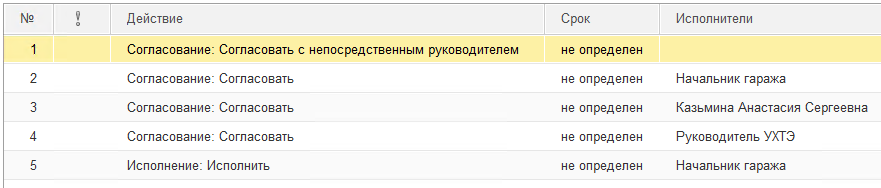 № ! Действие Срок Исполнители
1 Согласование: Согласовать с непосредственным руководителем не определен
2 Согласование: Согласовать не определен Начальник гаража
3 Согласование: Согласовать не определен Казьмина Анастасия Сергеевна
4 Согласование: Согласовать не определен Руководитель УХТЭ
5 Исполнение: Исполнить не определен Начальник гаража